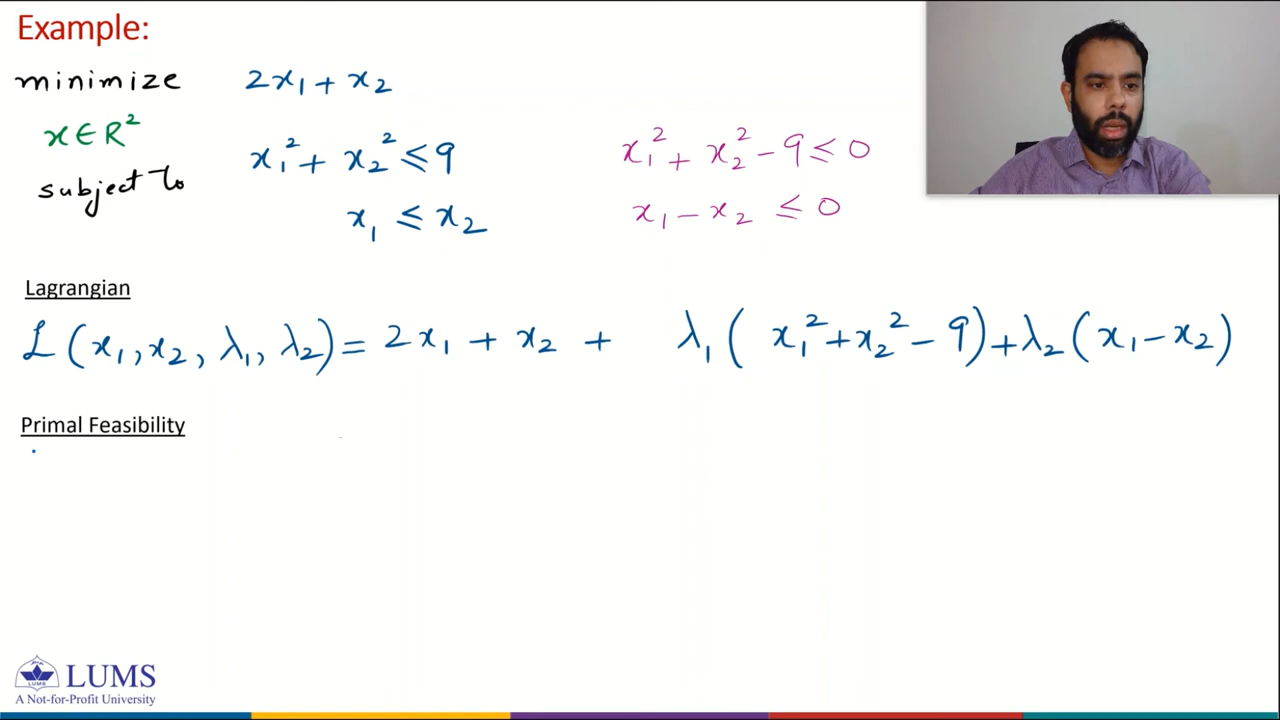 Example:
minimize 2x₁ + x₂
x ∈ R²
subject to x₁² + x₂² ≤ 9 x₁² + x₂² - 9 ≤ 0
x₁ ≤ x₂ x₁ - x₂ ≤ 0
Lagrangian
ℒ(x₁, x₂, λ₁, λ₂) = 2x₁ + x₂ + λ₁(x₁² + x₂² - 9) + λ₂(x₁ - x₂)
Primal Feasibility
LUMS
A Not-for-Profit University